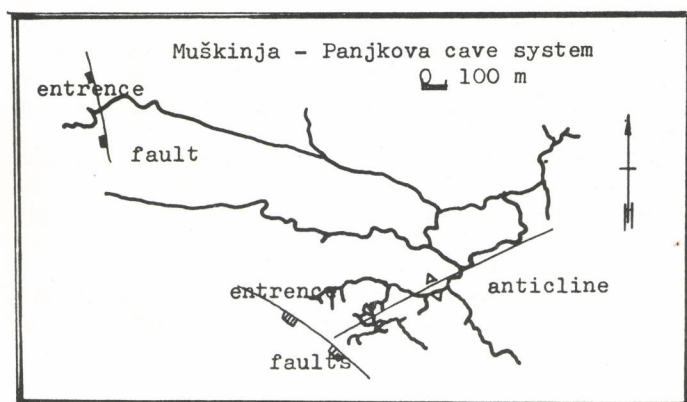 Muškinja - Panjkova cave system
0 100 m
entrence
fault
entrence
anticline
faults